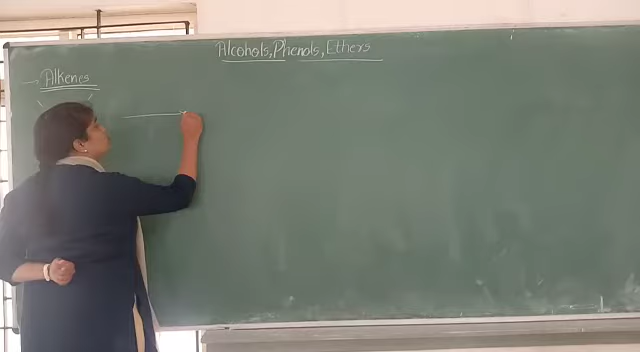 Alcohols, Phenols, Ethers
→ Alkenes